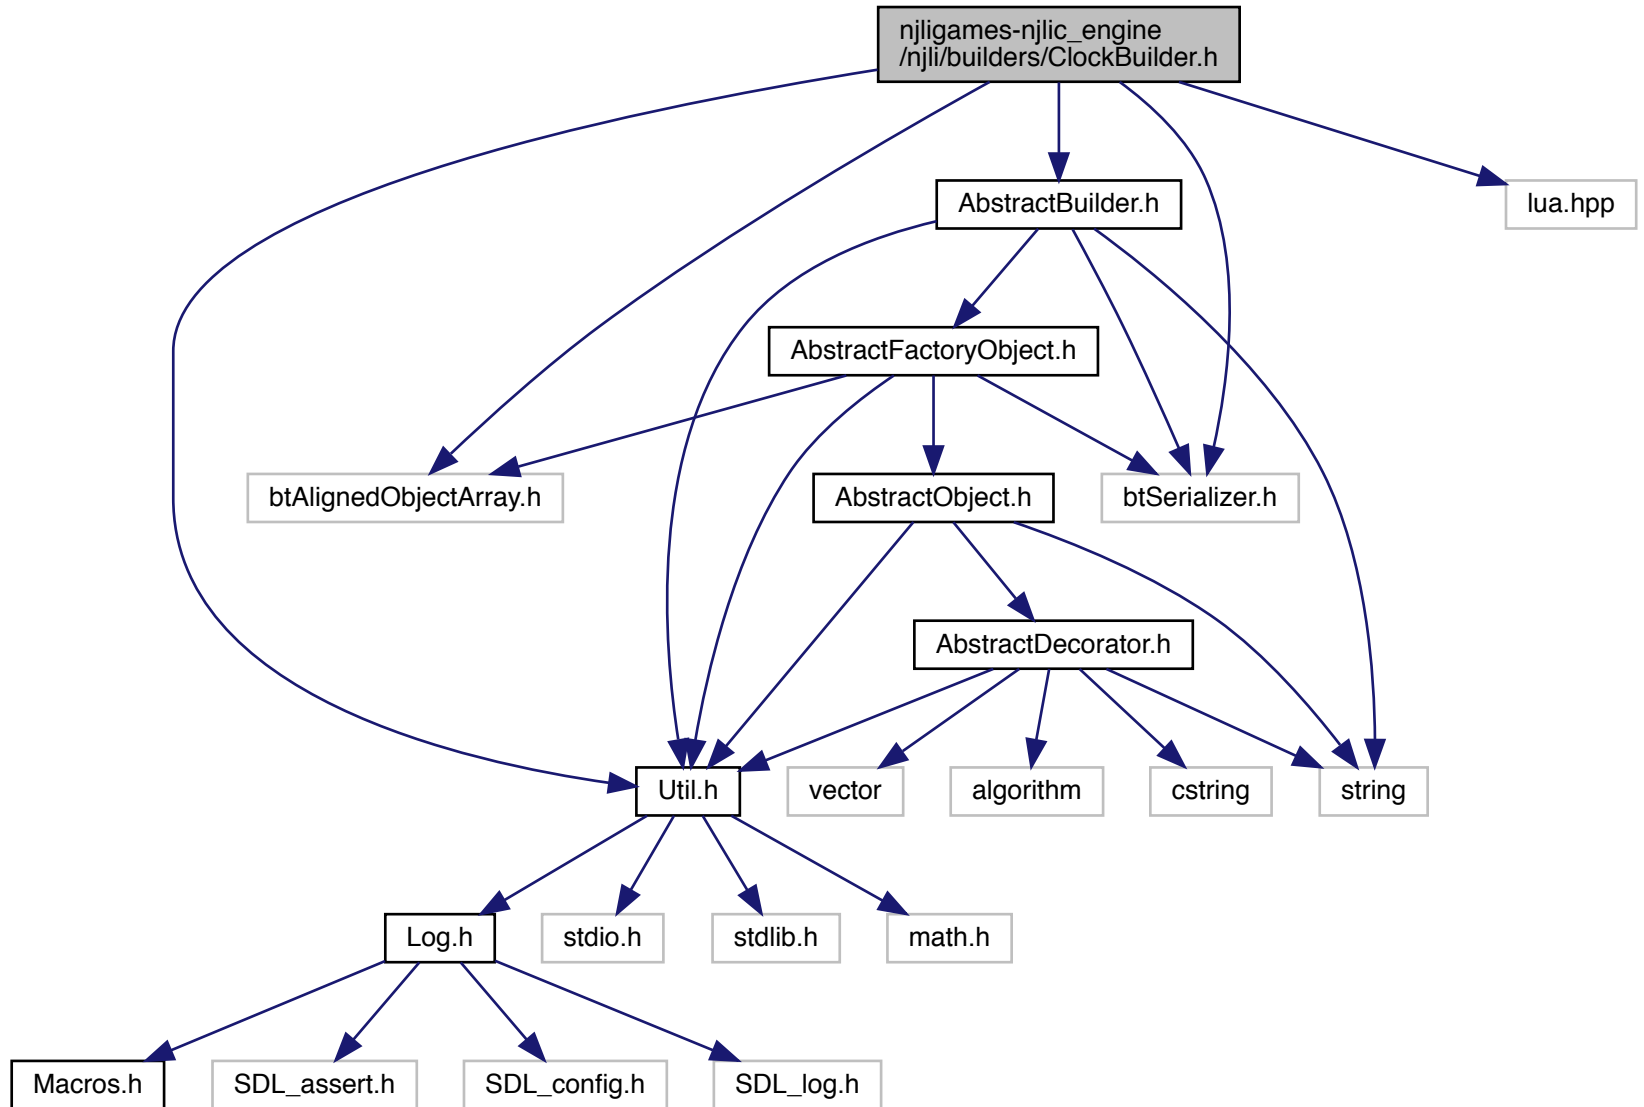 njligames-njlic_engine
/njli/builders/ClockBuilder.h
AbstractBuilder.h
lua.hpp
AbstractFactoryObject.h
btAlignedObjectArray.h
AbstractObject.h
btSerializer.h
AbstractDecorator.h
Util.h
vector
algorithm
cstring
string
Log.h
stdio.h
stdlib.h
math.h
Macros.h
SDL_assert.h
SDL_config.h
SDL_log.h